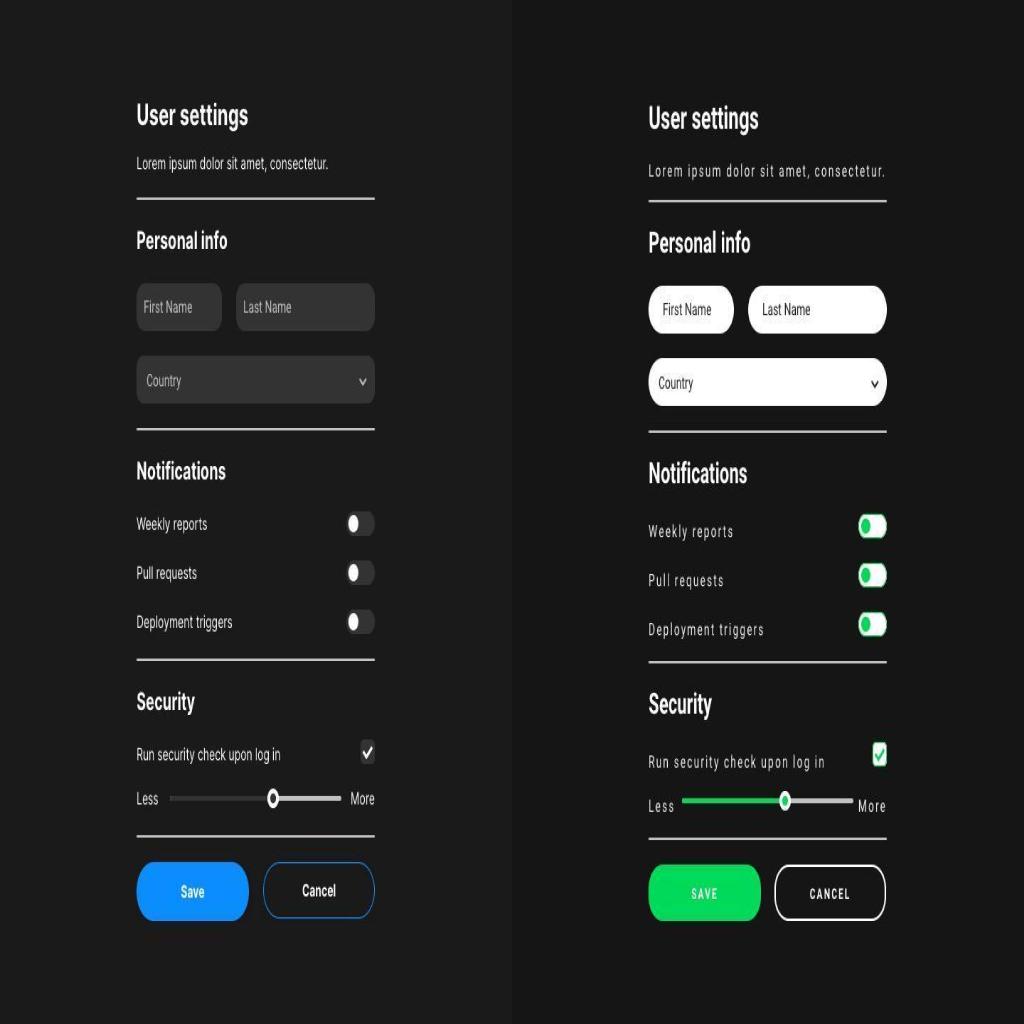 User settings
Lorem ipsum dolor sit amet, consectetur.
Personal info
First Name
Last Name
Country
Notifications
Weekly reports
Pull requests
Deployment triggers
Security
Run security check upon log in
Less
More
Save
Cancel
User settings
Lorem ipsum dolor sit amet, consectetur.
Personal info
First Name
Last Name
Country
Notifications
Weekly reports
Pull requests
Deployment triggers
Security
Run security check upon log in
Less
More
SAVE
CANCEL